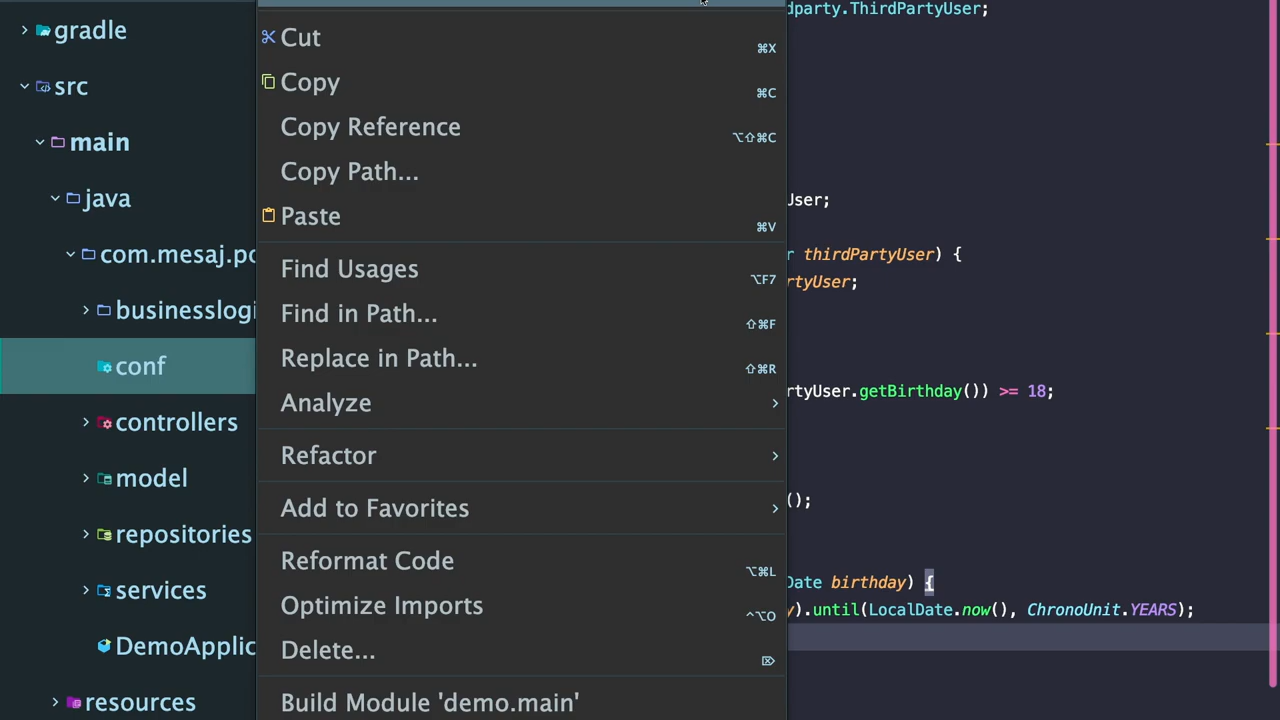 gradle
src
main
java
com.mesaj.po
businesslogi
conf
controllers
model
repositories
services
DemoApplic
resources
Cut ⌘X
Copy ⌘C
Copy Reference ⌥⇧⌘C
Copy Path...
Paste ⌘V
Find Usages ⌥F7
Find in Path... ⇧⌘F
Replace in Path... ⇧⌘R
Analyze
Refactor
Add to Favorites
Reformat Code ⌥⌘L
Optimize Imports ^⌥O
Delete... ⌦
Build Module 'demo.main'
dparty.ThirdPartyUser;
User;
r thirdPartyUser) {
rtyUser;
rtyUser.getBirthday()) >= 18;
();
Date birthday) {
y).until(LocalDate.now(), ChronoUnit.YEARS);